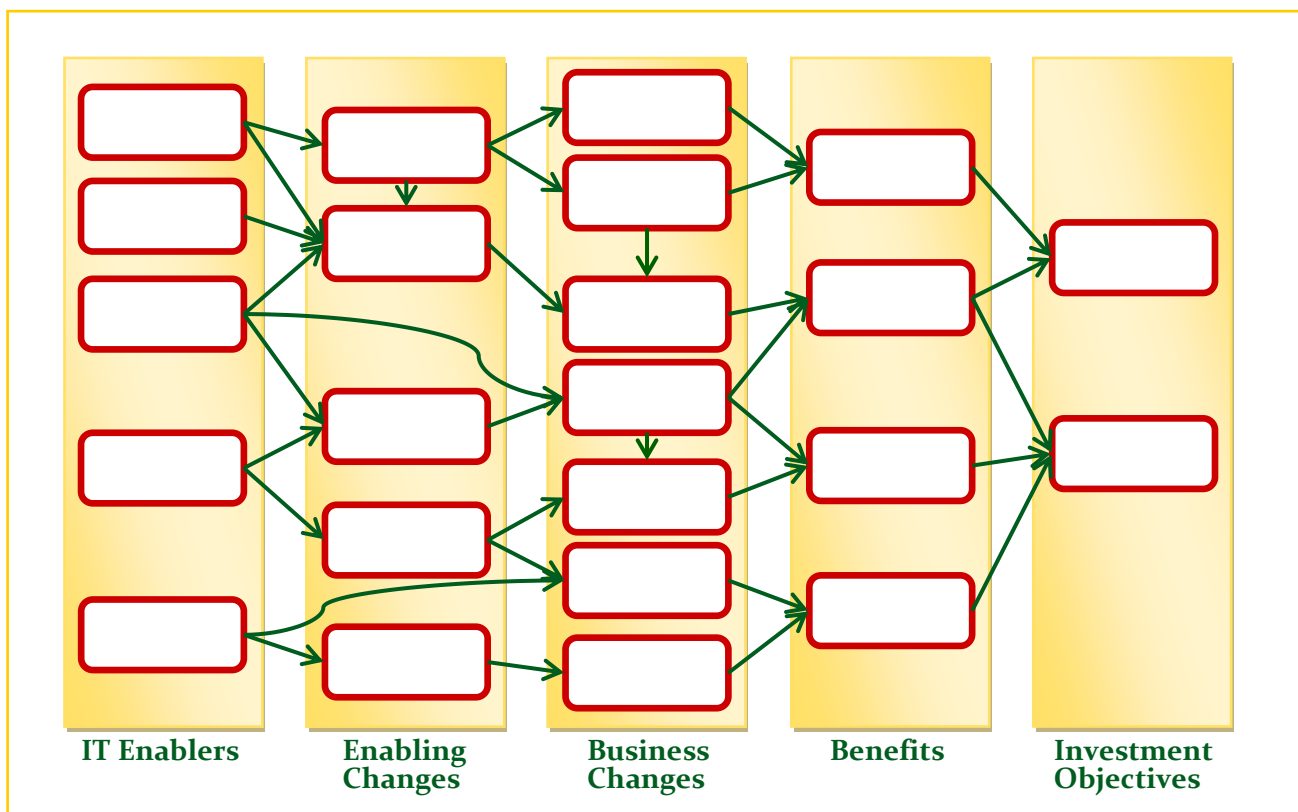 IT Enablers
Enabling
Changes
Business
Changes
Benefits
Investment
Objectives